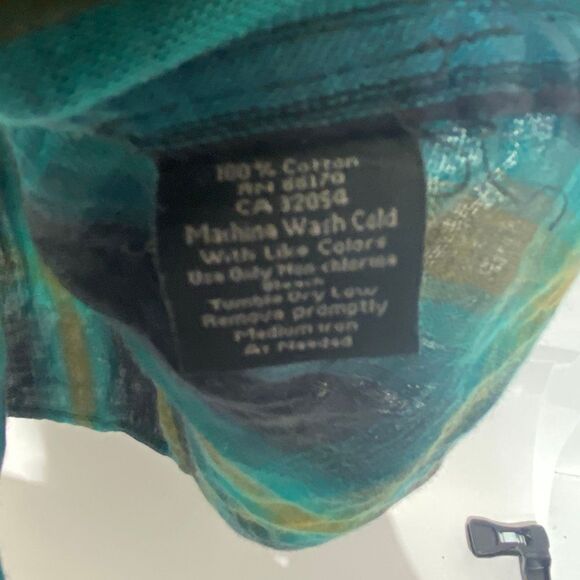 100% Cotton
RN 66170
CA 32054
Machine Wash Cold
With Like Colors
Use Only Non-chlorine
Bleach
Tumble Dry Low
Remove promptly
Medium iron
As Needed